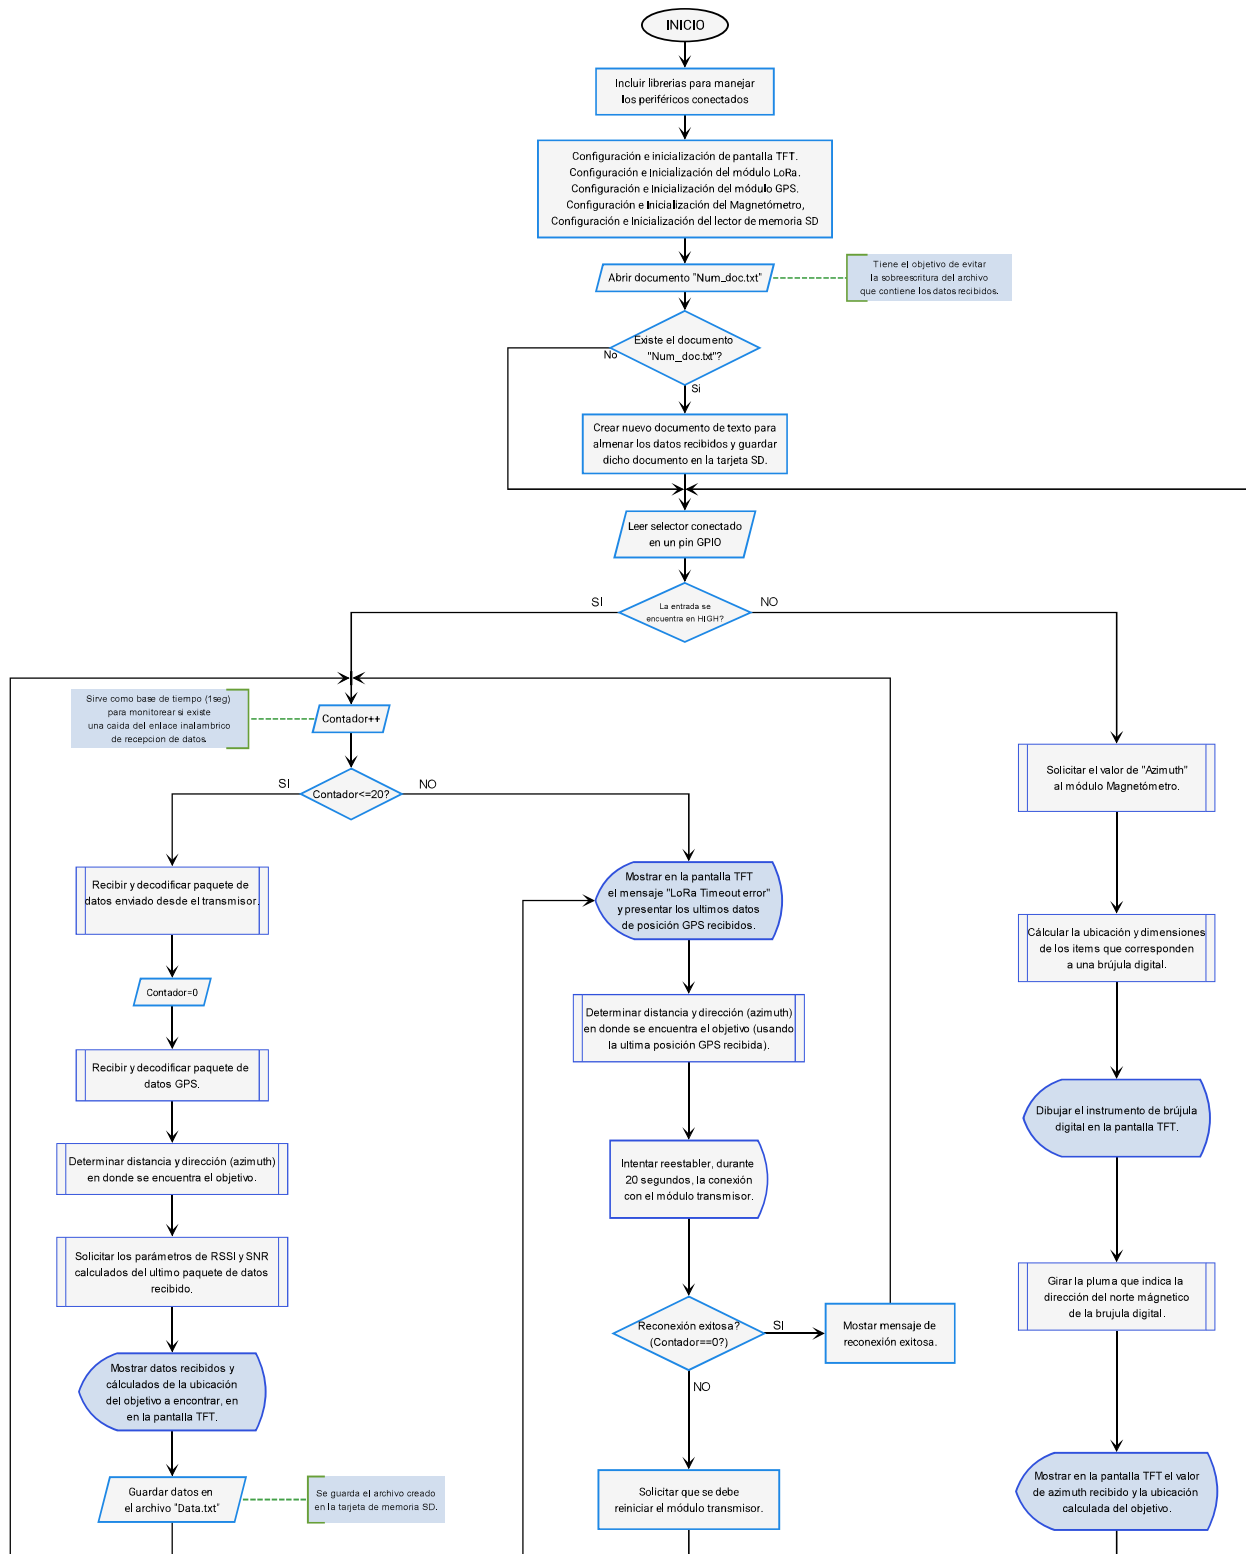 INICIO
Incluir librerias para manejar
los periféricos conectados
Configuración e inicialización de pantalla TFT.
Configuración e Inicialización del módulo LoRa.
Configuración e Inicialización del módulo GPS.
Configuración e Inicialización del Magnetómetro,
Configuración e Inicialización del lector de memoria SD
Abrir documento "Num_doc.txt"
Tiene el objetivo de evitar
la sobreescritura del archivo
que contiene los datos recibidos.
Existe el documento
"Num_doc.txt"?
No
Si
Crear nuevo documento de texto para
almenar los datos recibidos y guardar
dicho documento en la tarjeta SD.
Leer selector conectado
en un pin GPIO
La entrada se
encuentra en HIGH?
SI
NO
Sirve como base de tiempo (1seg)
para monitorear si existe
una caida del enlace inalambrico
de recepcion de datos.
Contador++
Contador<=20?
SI
NO
Recibir y decodificar paquete de
datos enviado desde el transmisor.
Contador=0
Recibir y decodificar paquete de
datos GPS.
Determinar distancia y dirección (azimuth)
en donde se encuentra el objetivo.
Solicitar los parámetros de RSSI y SNR
calculados del ultimo paquete de datos
recibido.
Mostrar datos recibidos y
cálculados de la ubicación
del objetivo a encontrar, en
en la pantalla TFT.
Guardar datos en
el archivo "Data.txt"
Se guarda el archivo creado
en la tarjeta de memoria SD.
Mostrar en la pantalla TFT
el mensaje "LoRa Timeout error"
y presentar los ultimos datos
de posición GPS recibidos.
Determinar distancia y dirección (azimuth)
en donde se encuentra el objetivo (usando
la ultima posición GPS recibida).
Intentar reestabler, durante
20 segundos, la conexión
con el módulo transmisor.
Reconexión exitosa?
(Contador==0?)
SI
NO
Mostar mensaje de
reconexión exitosa.
Solicitar que se debe
reiniciar el módulo transmisor.
Solicitar el valor de "Azimuth"
al módulo Magnetómetro.
Cálcular la ubicación y dimensiones
de los items que corresponden
a una brújula digital.
Dibujar el instrumento de brújula
digital en la pantalla TFT.
Girar la pluma que indica la
dirección del norte mágnetico
de la brujula digital.
Mostrar en la pantalla TFT el valor
de azimuth recibido y la ubicación
calculada del objetivo.